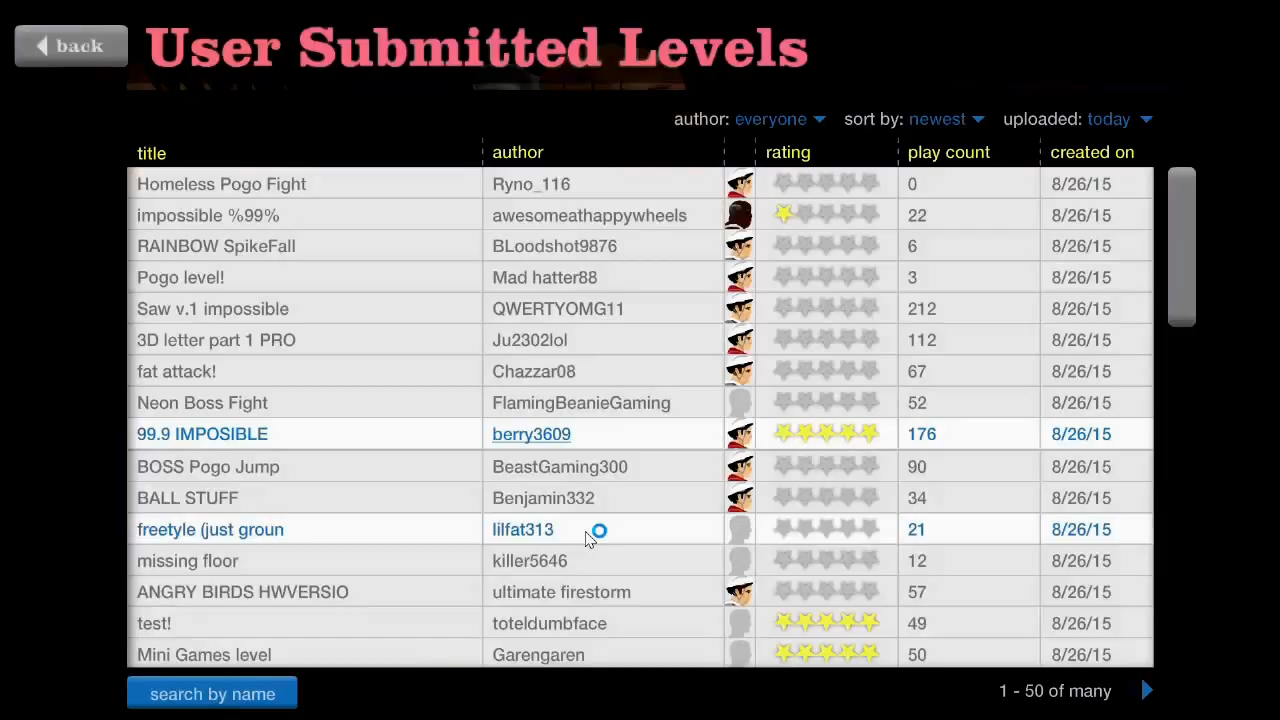 back
User Submitted Levels
author: everyone sort by: newest uploaded: today
title author rating play count created on
Homeless Pogo Fight Ryno_116 0 8/26/15
impossible %99% awesomeathappywheels 22 8/26/15
RAINBOW SpikeFall BLoodshot9876 6 8/26/15
Pogo level! Mad hatter88 3 8/26/15
Saw v.1 impossible QWERTYOMG11 212 8/26/15
3D letter part 1 PRO Ju2302lol 112 8/26/15
fat attack! Chazzar08 67 8/26/15
Neon Boss Fight FlamingBeanieGaming 52 8/26/15
99.9 IMPOSIBLE berry3609 176 8/26/15
BOSS Pogo Jump BeastGaming300 90 8/26/15
BALL STUFF Benjamin332 34 8/26/15
freetyle (just groun lilfat313 21 8/26/15
missing floor killer5646 12 8/26/15
ANGRY BIRDS HWVERSIO ultimate firestorm 57 8/26/15
test! toteldumbface 49 8/26/15
Mini Games level Garengaren 50 8/26/15
search by name 1 - 50 of many